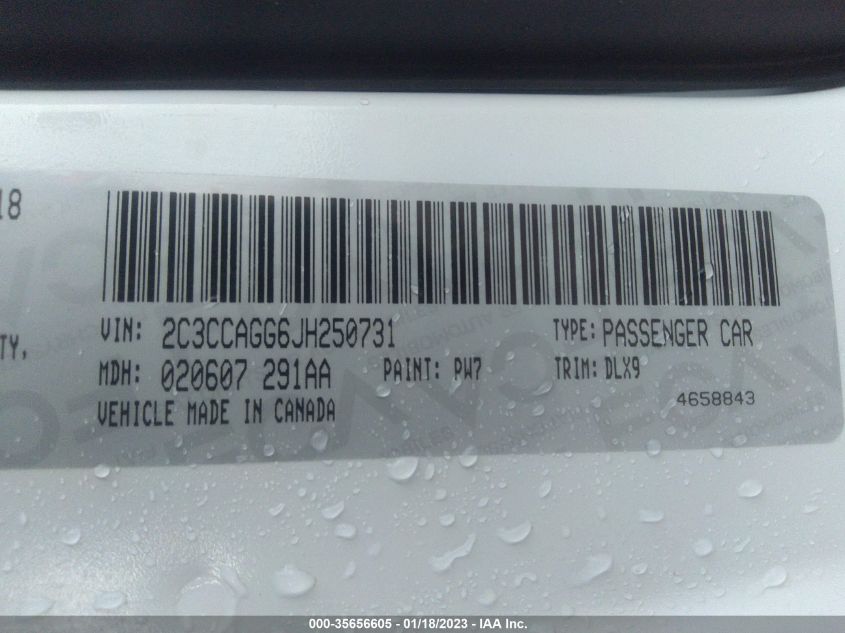 18
TY,
VIN: 2C3CCAGG6JH250731 TYPE: PASSENGER CAR
MDH: 020607 291AA PAINT: PW7 TRIM: DLX9
VEHICLE MADE IN CANADA 4658843
000-35656605 - 01/18/2023 - IAA Inc.